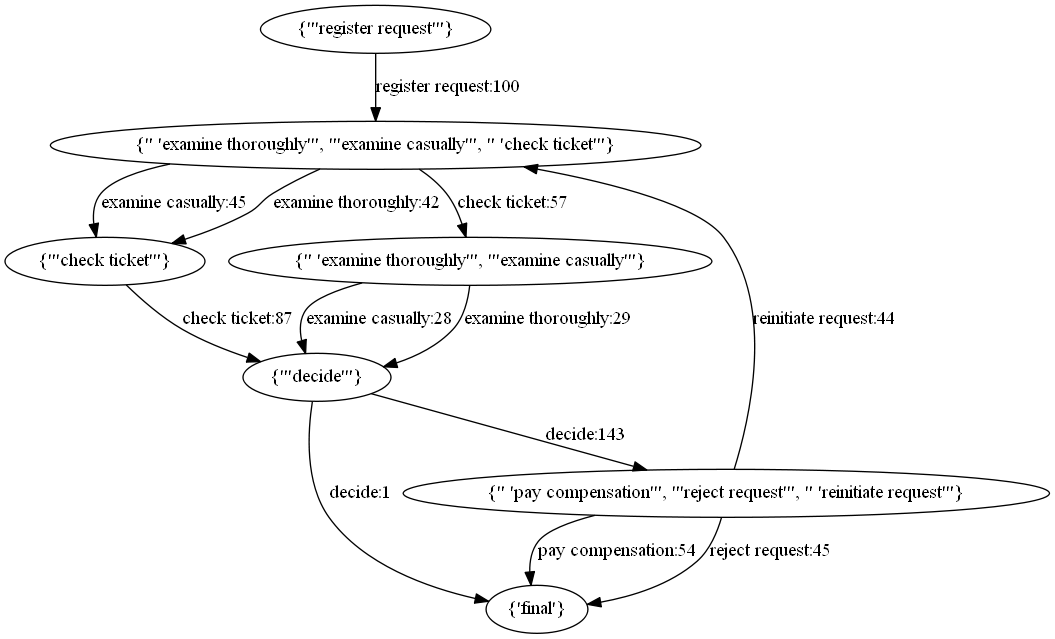 {"'register request'"}
register request:100
{" 'examine thoroughly'", "'examine casually'", " 'check ticket'"}
examine casually:45
examine thoroughly:42
check ticket:57
{"'check ticket'"}
{" 'examine thoroughly'", "'examine casually'"}
check ticket:87
examine casually:28
examine thoroughly:29
reinitiate request:44
{"'decide'"}
decide:143
decide:1
{" 'pay compensation'", "'reject request'", " 'reinitiate request'"}
pay compensation:54
reject request:45
{'final'}